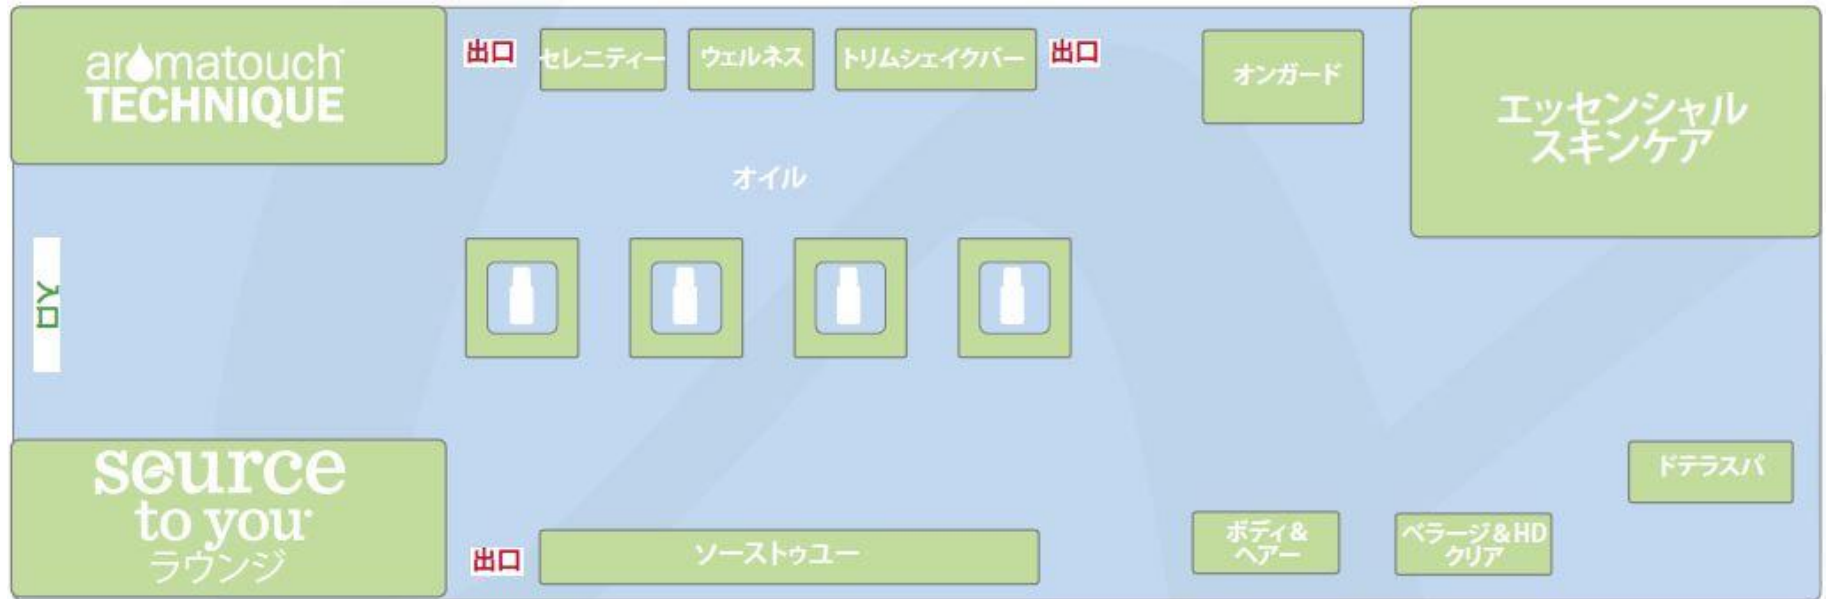 aromatouch
TECHNIQUE
出口
セレニティー
ウェルネス
トリムシェイクバー
出口
オンガード
エッセンシャル
スキンケア
オイル
入口
source
to you
ラウンジ
出口
ソーストゥユー
ボディ&
ヘアー
ベラージ&HD
クリア
ドテラスパ